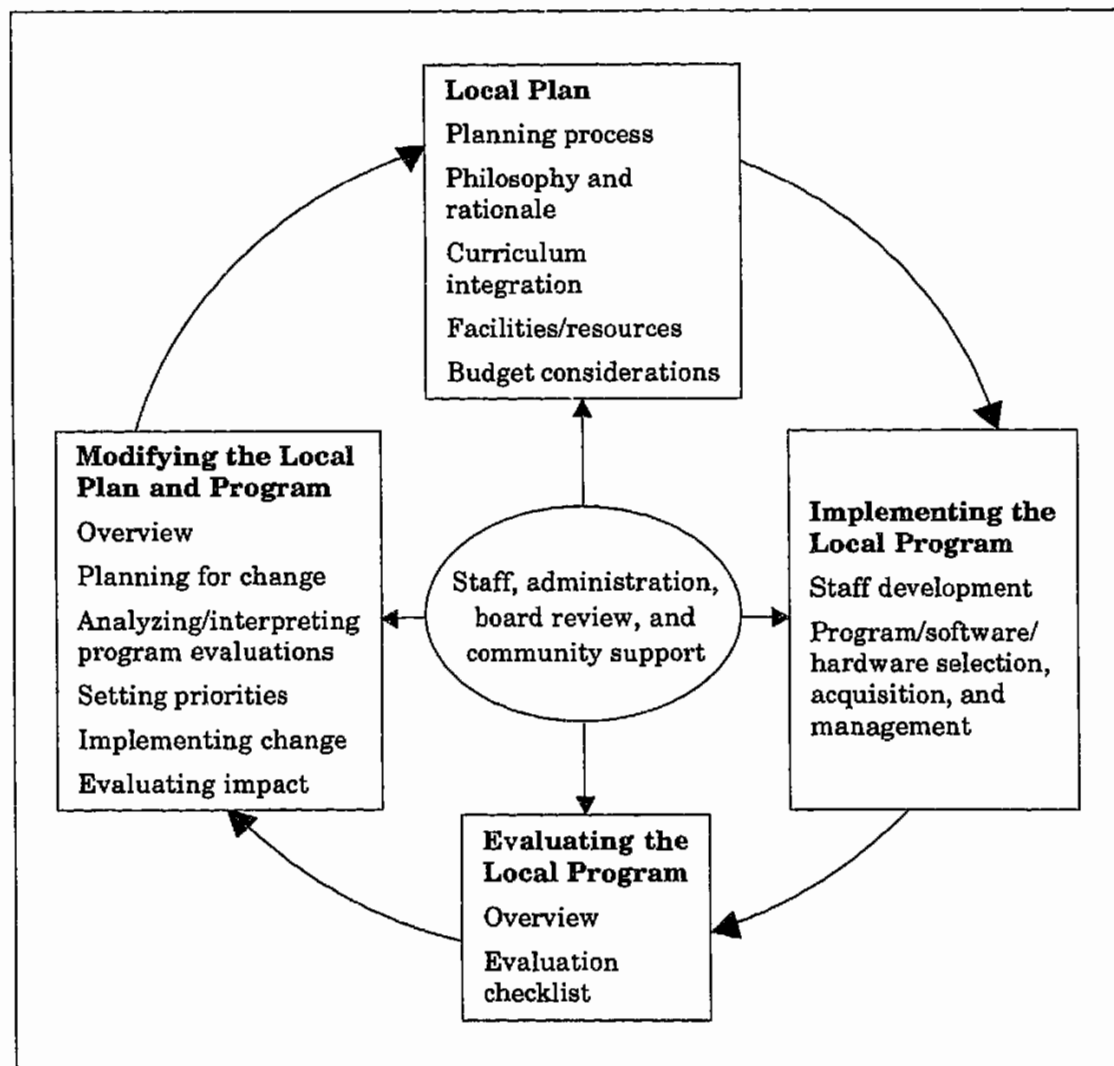 Local Plan
Planning process
Philosophy and
rationale
Curriculum
integration
Facilities/resources
Budget considerations
Modifying the Local
Plan and Program
Overview
Planning for change
Analyzing/interpreting
program evaluations
Setting priorities
Implementing change
Evaluating impact
Staff, administration,
board review, and
community support
Implementing the
Local Program
Staff development
Program/software/
hardware selection,
acquisition, and
management
Evaluating the
Local Program
Overview
Evaluation
checklist